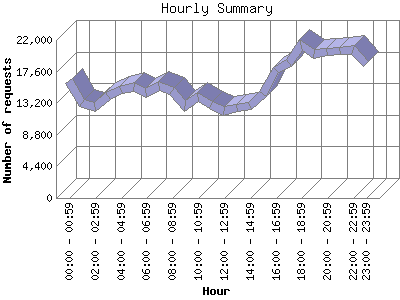 Hourly Summary
22,000
17,600
13,200
8,800
4,400
0
Number of requests
00:00 - 00:59
02:00 - 02:59
04:00 - 04:59
06:00 - 06:59
08:00 - 08:59
10:00 - 10:59
12:00 - 12:59
14:00 - 14:59
16:00 - 16:59
18:00 - 18:59
20:00 - 20:59
22:00 - 22:59
23:00 - 23:59
Hour